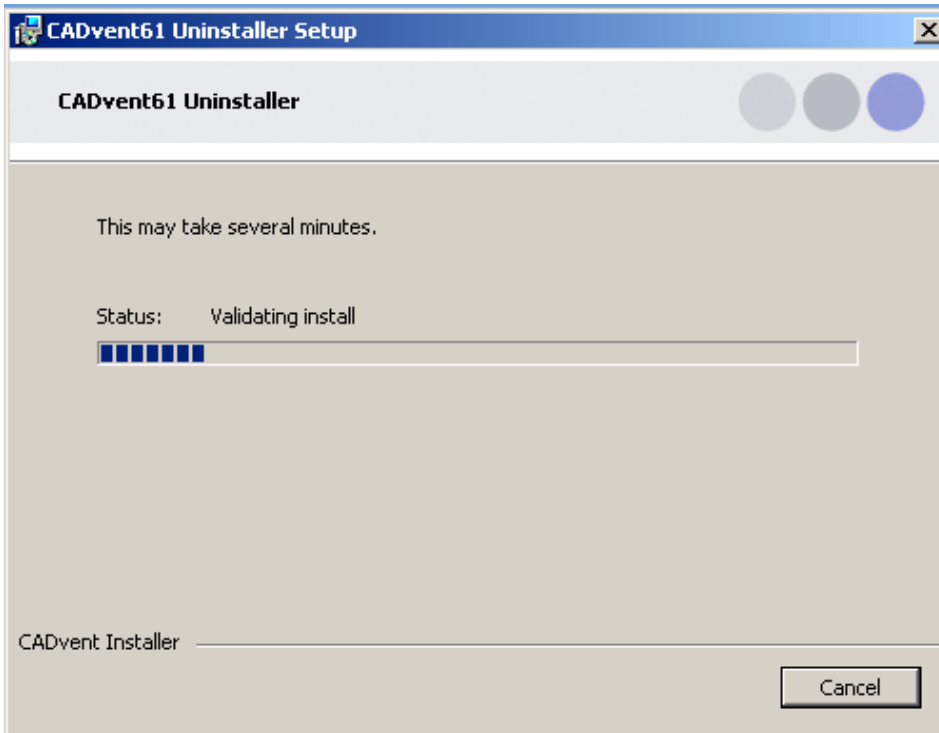 CADvent61 Uninstaller Setup
CADvent61 Uninstaller
This may take several minutes.
Status: Validating install
CADvent Installer
Cancel